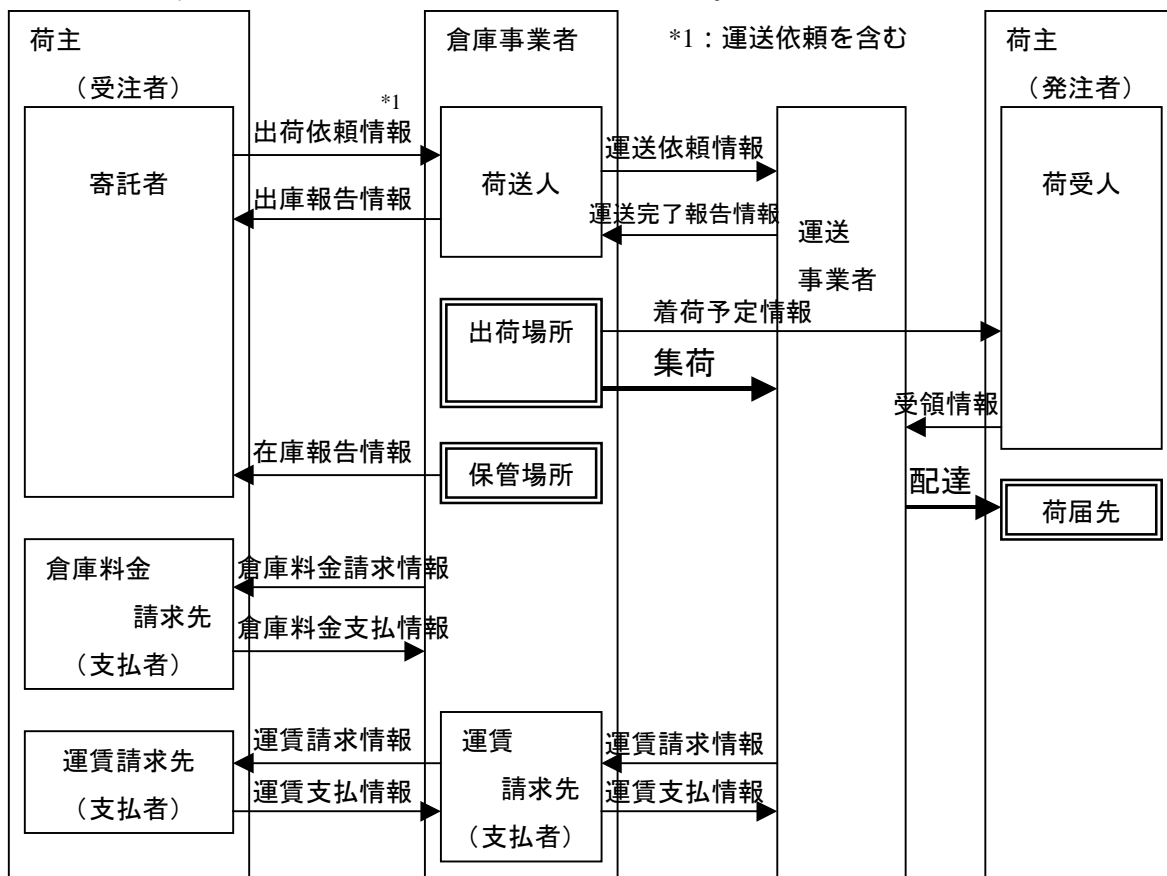 荷主
（受注者）
倉庫事業者
*1：運送依頼を含む
荷主
（発注者）
*1
出荷依頼情報
運送依頼情報
寄託者
荷送人
荷受人
出庫報告情報
運送完了報告情報
運送
事業者
着荷予定情報
出荷場所
集荷
受領情報
在庫報告情報
保管場所
配達
荷届先
倉庫料金
請求先
（支払者）
倉庫料金請求情報
倉庫料金支払情報
運賃請求先
（支払者）
運賃請求情報
運賃支払情報
運賃
請求先
（支払者）
運賃請求情報
運賃支払情報